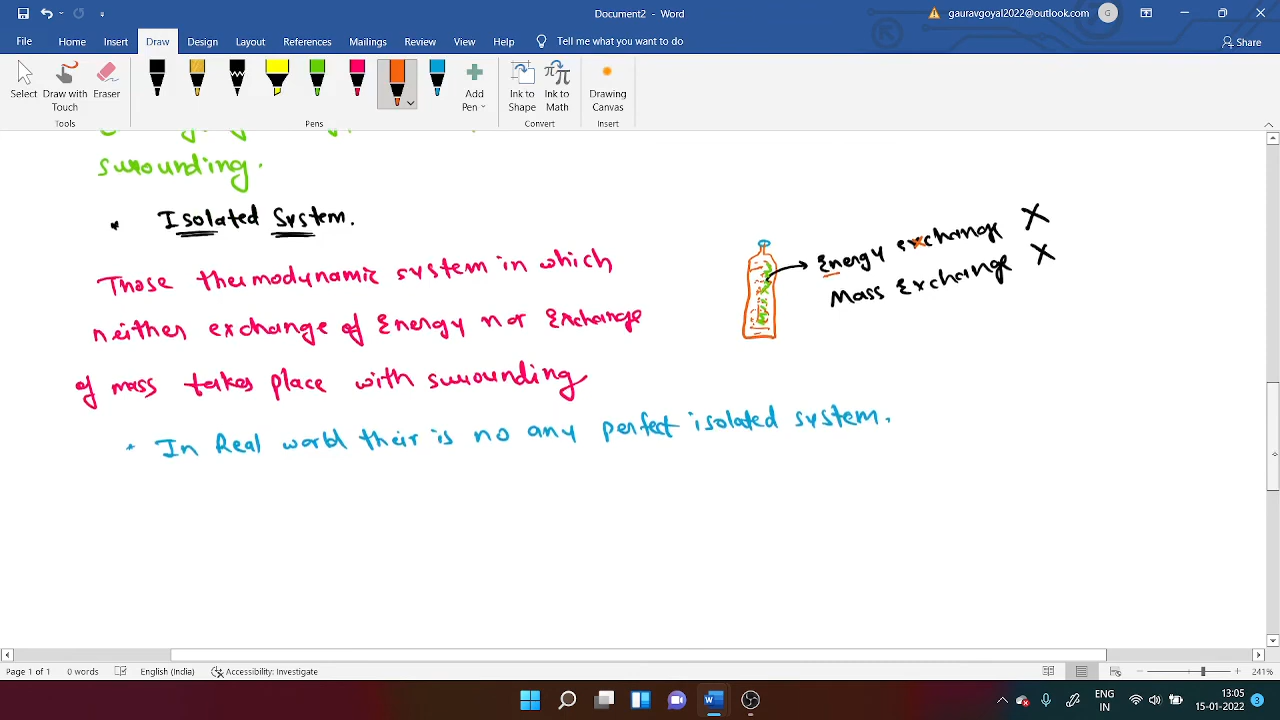 Document2 - Word
gauravgoyal2022@outlook.com
G
File Home Insert Draw Design Layout References Mailings Review View Help Tell me what you want to do
Share
Select
Draw with Touch
Eraser
Add Pen
Ink to Shape
Ink to Math
Drawing Canvas
Tools
Pens
Convert
Insert
surrounding.
Isolated System.
Those thermodynamic system in which
neither exchange of Energy nor Exchange
of mass takes place with surrounding
In Real world their is no any perfect isolated system.
Energy exchange X
Mass Exchange X
Page 1 of 1
0 words
English (India)
Accessibility: Investigate
241%
ENG
IN
13:05
15-01-2022
3